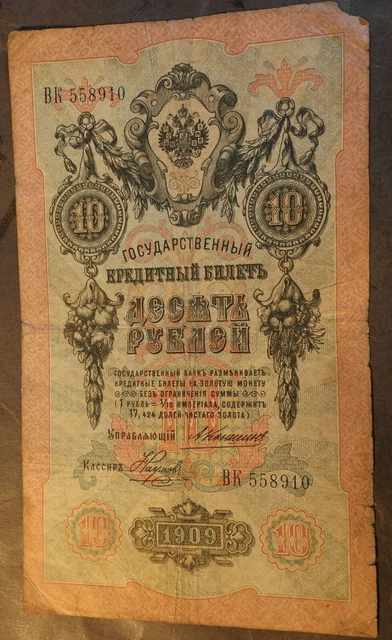 ВК 558910
10 10
ГОСУДАРСТВЕННЫЙ
КРЕДИТНЫЙ БИЛЕТЪ
ДЕСЯТЬ
РУБЛЕЙ
ГОСУДАРСТВЕННЫЙ БАНКЪ РАЗМѢНИВАЕТЪ
КРЕДИТНЫЕ БИЛЕТЫ НА ЗОЛОТУЮ МОНЕТУ
БЕЗЪ ОГРАНИЧЕНІЯ СУММЫ
(1 РУБЛЬ = 1/15 ИМПЕРІАЛА, СОДЕРЖИТЪ
17,424 ДОЛЕЙ ЧИСТАГО ЗОЛОТА)
УПРАВЛЯЮЩІЙ
КАССИРЪ
ВК 558910
10 1909 10